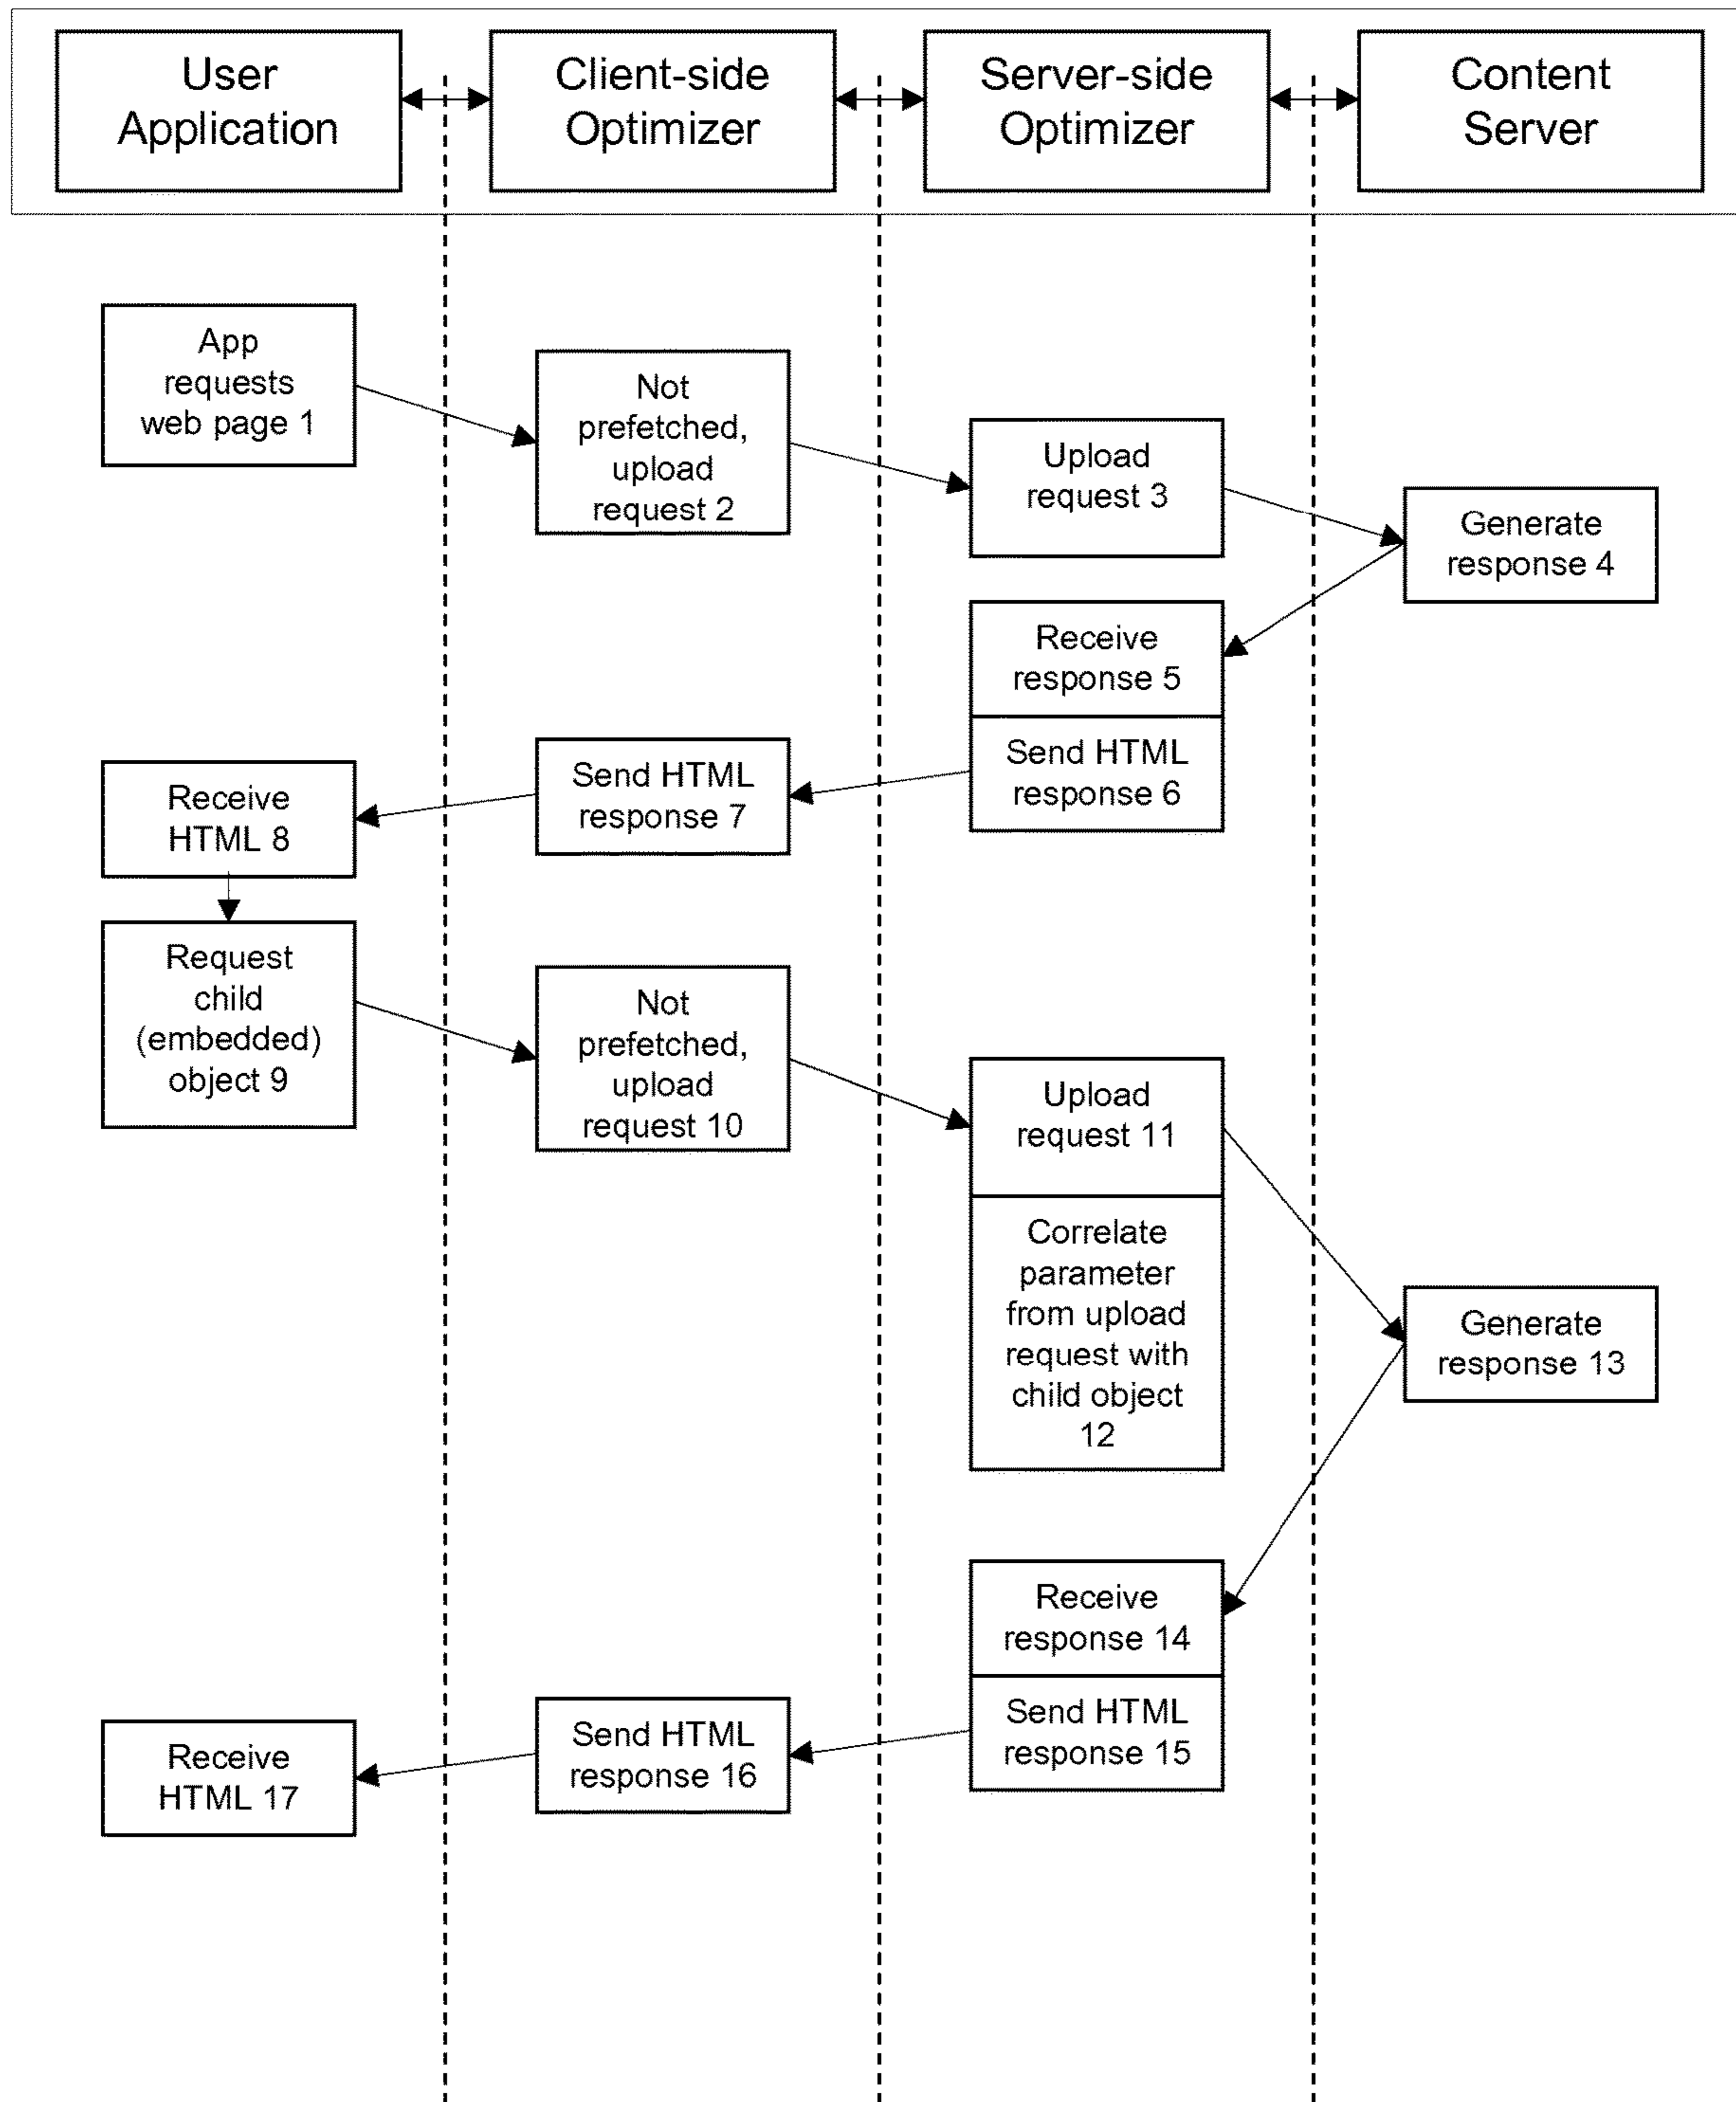 User
Application
Client-side
Optimizer
Server-side
Optimizer
Content
Server
App
requests
web page 1
Not
prefetched,
upload
request 2
Upload
request 3
Generate
response 4
Receive
response 5
Send HTML
response 6
Send HTML
response 7
Receive
HTML 8
Request
child
(embedded)
object 9
Not
prefetched,
upload
request 10
Upload
request 11
Correlate
parameter
from upload
request with
child object
12
Generate
response 13
Receive
response 14
Send HTML
response 15
Send HTML
response 16
Receive
HTML 17